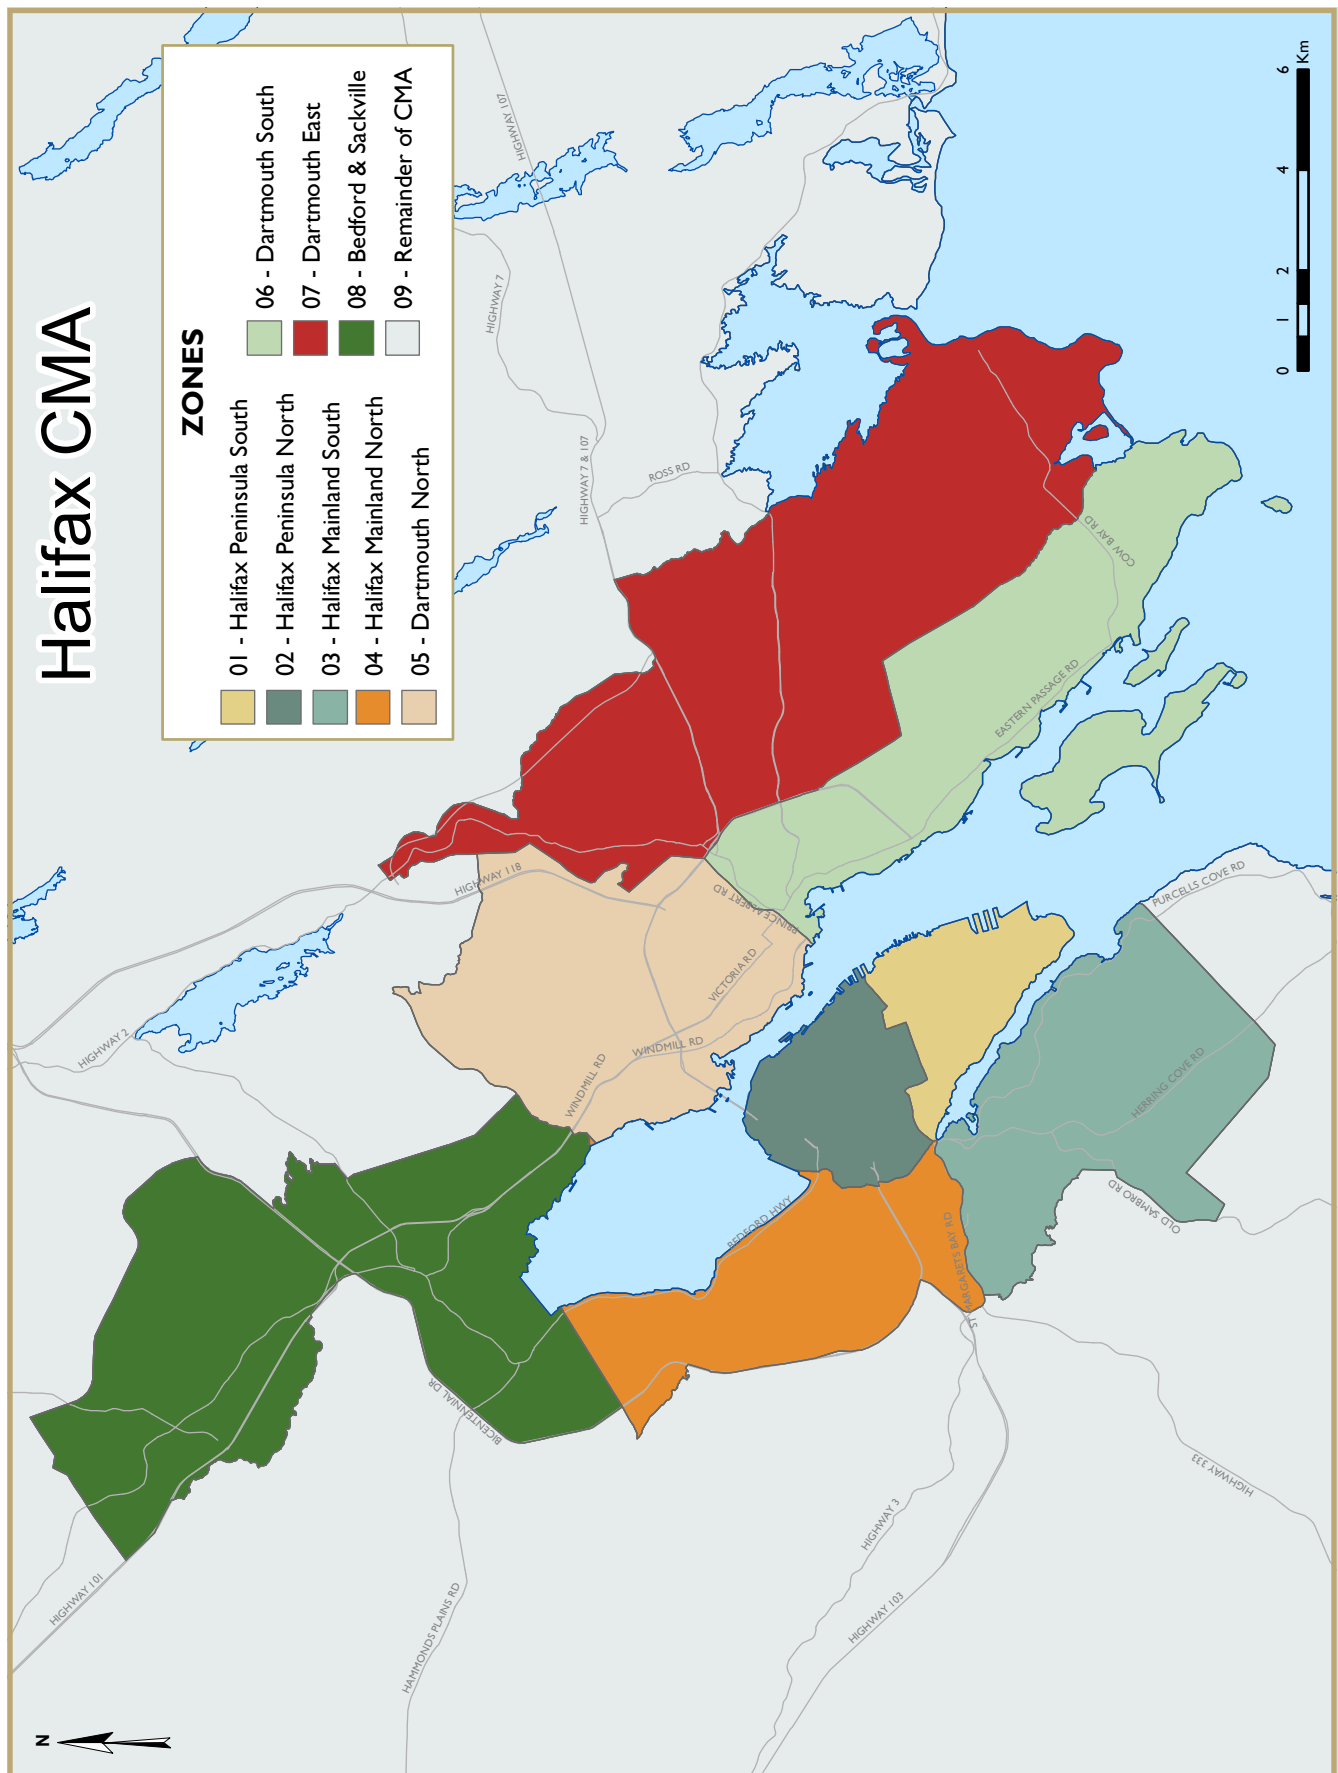 Halifax CMA
ZONES
01 - Halifax Peninsula South
02 - Halifax Peninsula North
03 - Halifax Mainland South
04 - Halifax Mainland North
05 - Dartmouth North
06 - Dartmouth South
07 - Dartmouth East
08 - Bedford & Sackville
09 - Remainder of CMA
N
HIGHWAY 101
HAMMONDS PLAINS RD
BICENTENNIAL DR
HIGHWAY 2
HIGHWAY 118
HIGHWAY 7
HIGHWAY 107
HIGHWAY 7 & 107
ROSS RD
WINDMILL RD
WINDMILL RD
VICTORIA RD
PRINCE ALBERT RD
BEDFORD HWY
COW BAY RD
EASTERN PASSAGE RD
PURCELLS COVE RD
HERRING COVE RD
OLD SAMBRO RD
ST MARGARETS BAY RD
HIGHWAY 3
HIGHWAY 103
HIGHWAY 333
0 1 2 4 6
Km